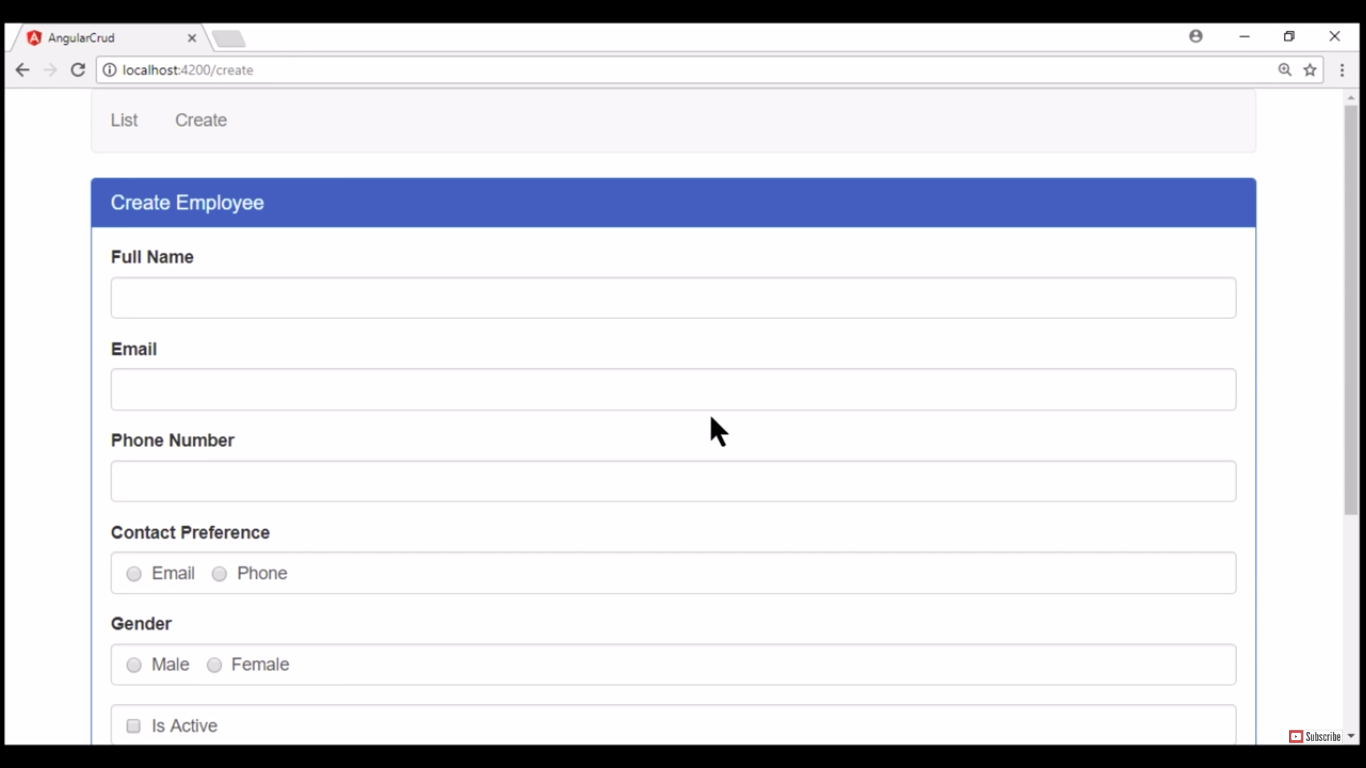 AngularCrud
localhost:4200/create
List Create
Create Employee
Full Name
Email
Phone Number
Contact Preference
Email Phone
Gender
Male Female
Is Active
Subscribe